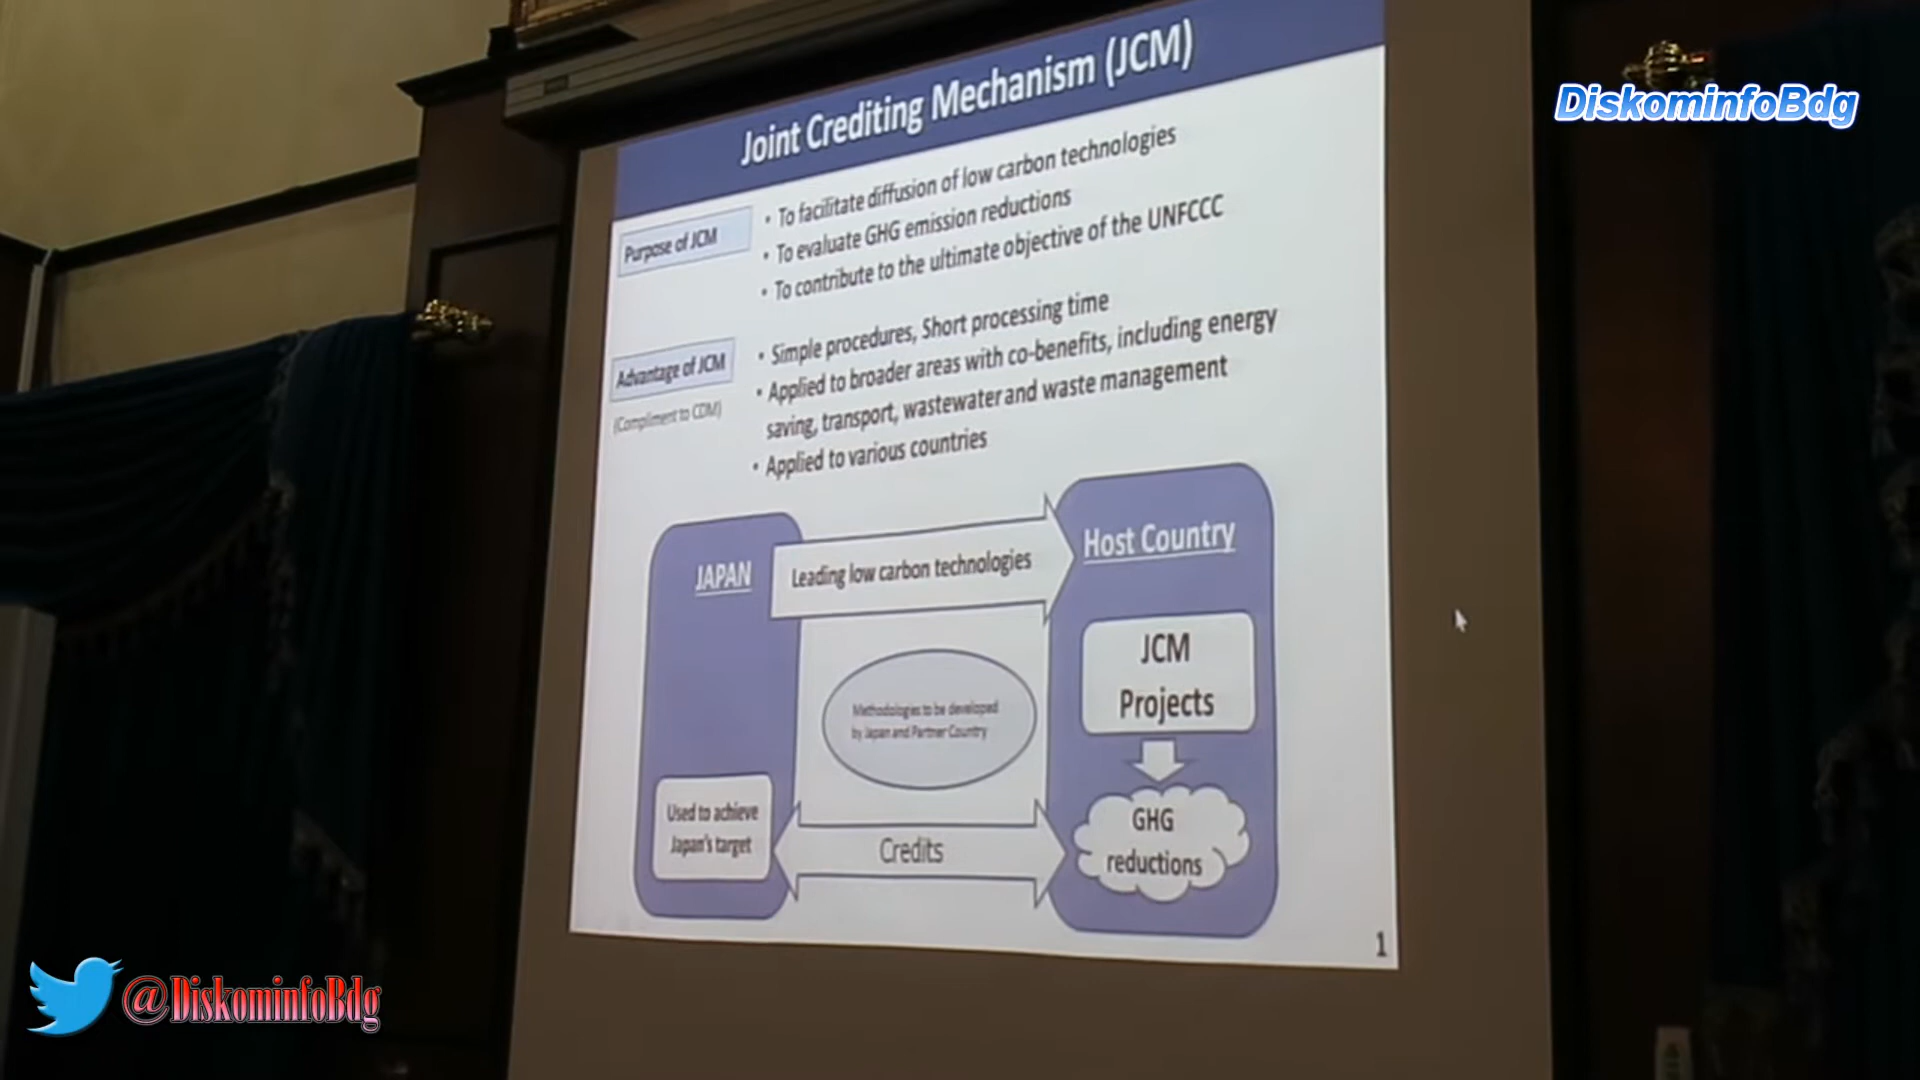 DiskominfoBdg
Joint Crediting Mechanism (JCM)
Purpose of JCM
• To facilitate diffusion of low carbon technologies
• To evaluate GHG emission reductions
• To contribute to the ultimate objective of the UNFCCC
Advantage of JCM
(Compliment to CDM)
• Simple procedures, Short processing time
• Applied to broader areas with co-benefits, including energy
saving, transport, wastewater and waste management
• Applied to various countries
JAPAN
Leading low carbon technologies
Host Country
JCM
Projects
Methodologies to be developed
by Japan and Partner Country
Used to achieve
Japan's target
Credits
GHG
reductions
1
@DiskominfoBdg